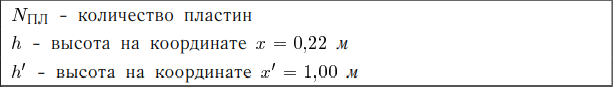 N_ПЛ - количество пластин
h - высота на координате x = 0,22 м
h′ - высота на координате x′ = 1,00 м